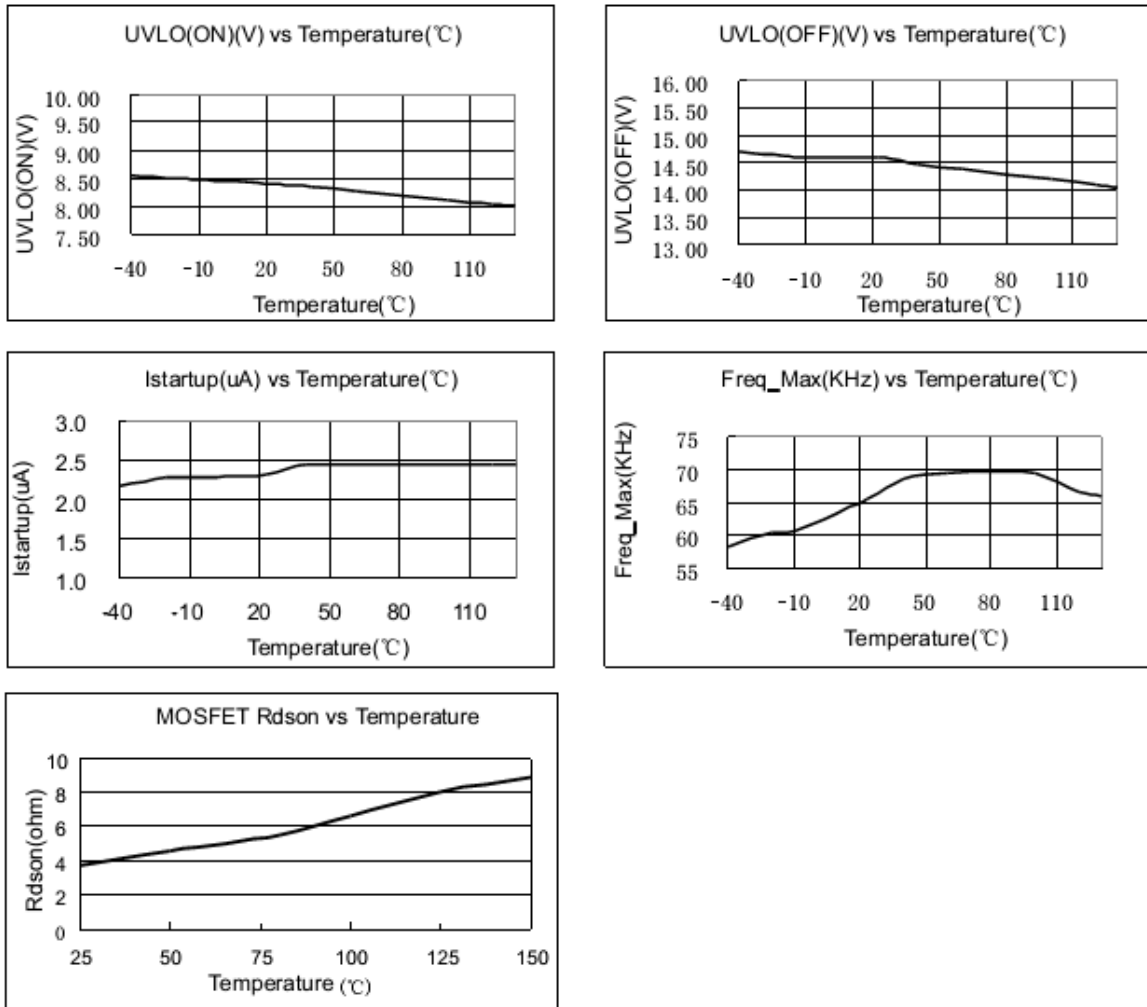 UVLO(ON)(V) vs Temperature(℃)
UVLO(ON)(V)
10.00
9.50
9.00
8.50
8.00
7.50
-40 -10 20 50 80 110
Temperature(℃)
UVLO(OFF)(V) vs Temperature(℃)
UVLO(OFF)(V)
16.00
15.50
15.00
14.50
14.00
13.50
13.00
-40 -10 20 50 80 110
Temperature(℃)
Istartup(uA) vs Temperature(℃)
Istartup(uA)
3.0
2.5
2.0
1.5
1.0
-40 -10 20 50 80 110
Temperature(℃)
Freq_Max(KHz) vs Temperature(℃)
Freq_Max(KHz)
75
70
65
60
55
-40 -10 20 50 80 110
Temperature(℃)
MOSFET Rdson vs Temperature
Rdson(ohm)
10
8
6
4
2
0
25 50 75 100 125 150
Temperature (℃)